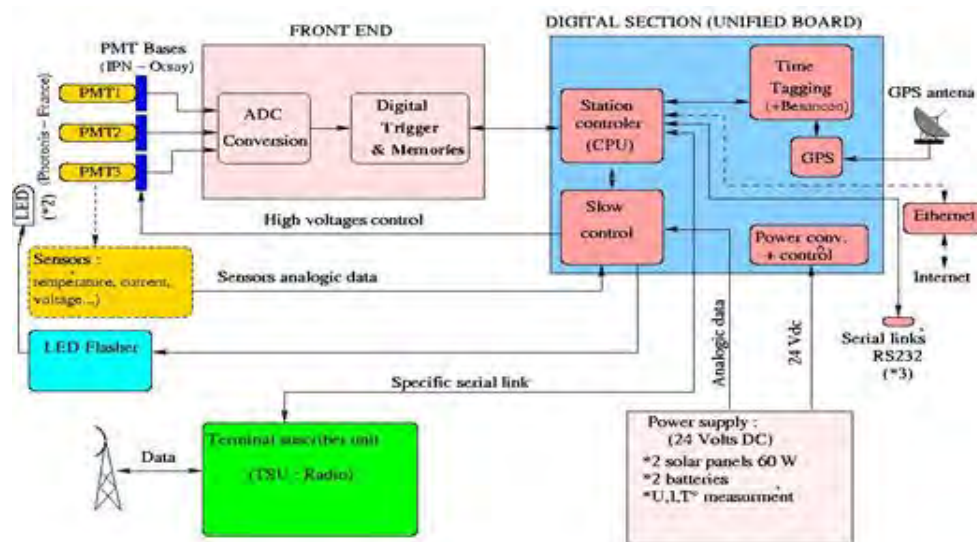 FRONT END
DIGITAL SECTION (UNIFIED BOARD)
PMT Bases
(IPN – Orsay)
(Photonis – France)
PMT1
PMT2
PMT3
ADC
Conversion
Digital
Trigger
& Memories
Station
controler
(CPU)
Time
Tagging
(+Besancon)
GPS
GPS antena
LED
(*2)
High voltages control
Slow
control
Power conv.
+ control
Ethernet
Internet
Sensors :
température, current,
voltage...)
Sensors analogic data
Serial links
RS232
(*3)
LED Flasher
Analogic data
24 Vdc
Specific serial link
Terminal suscriber unit
(TSU : Radio)
Data
Power supply :
(24 Volts DC)
*2 solar panels 60 W
*2 batteries
*U,I,T° measurment